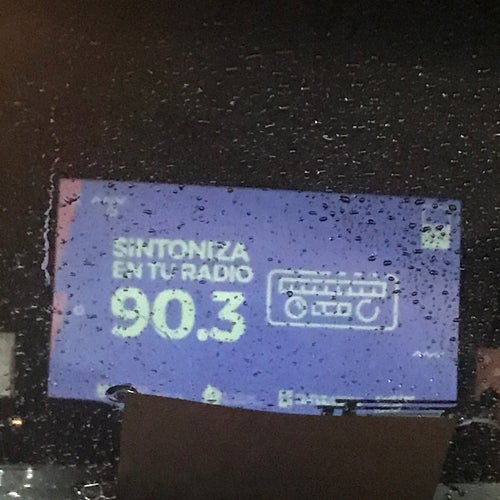 SINTONIZA
EN TU RADIO
90.3